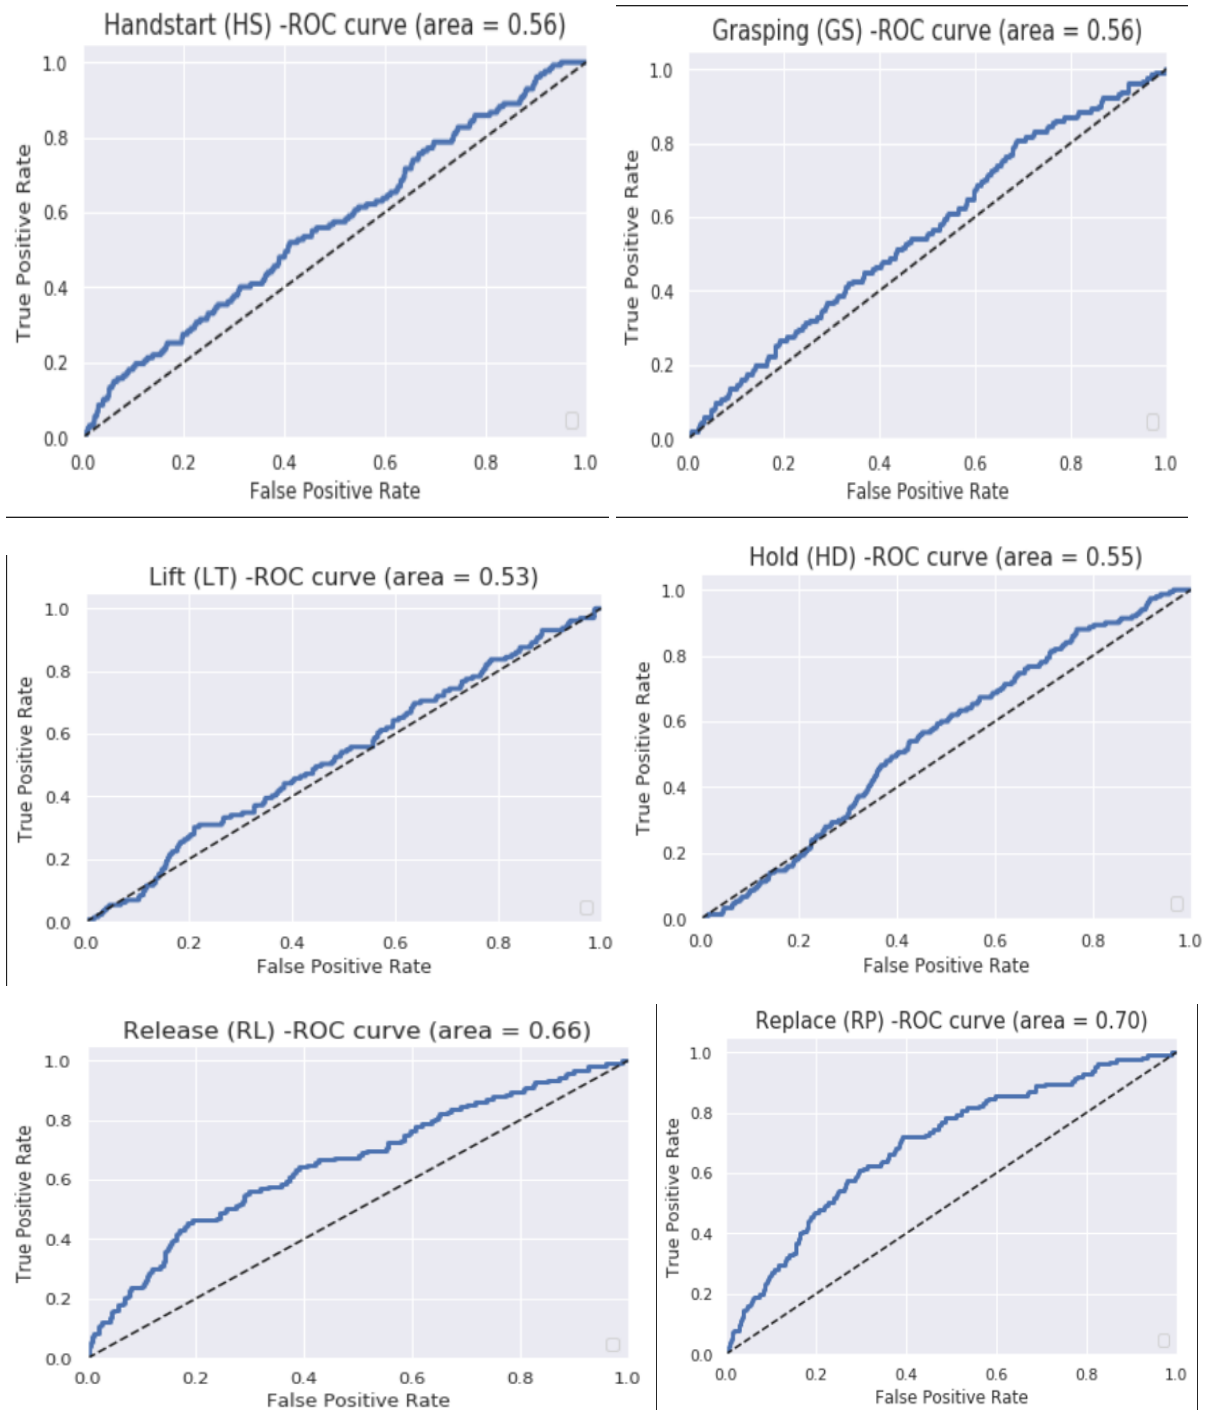 Handstart (HS) -ROC curve (area = 0.56)
1.0
0.8
0.6
0.4
0.2
0.0
True Positive Rate
0.0 0.2 0.4 0.6 0.8 1.0
False Positive Rate
Grasping (GS) -ROC curve (area = 0.56)
1.0
0.8
0.6
0.4
0.2
0.0
True Positive Rate
0.0 0.2 0.4 0.6 0.8 1.0
False Positive Rate
Lift (LT) -ROC curve (area = 0.53)
1.0
0.8
0.6
0.4
0.2
0.0
True Positive Rate
0.0 0.2 0.4 0.6 0.8 1.0
False Positive Rate
Hold (HD) -ROC curve (area = 0.55)
1.0
0.8
0.6
0.4
0.2
0.0
True Positive Rate
0.0 0.2 0.4 0.6 0.8 1.0
False Positive Rate
Release (RL) -ROC curve (area = 0.66)
1.0
0.8
0.6
0.4
0.2
0.0
True Positive Rate
0.0 0.2 0.4 0.6 0.8 1.0
False Positive Rate
Replace (RP) -ROC curve (area = 0.70)
1.0
0.8
0.6
0.4
0.2
0.0
True Positive Rate
0.0 0.2 0.4 0.6 0.8 1.0
False Positive Rate